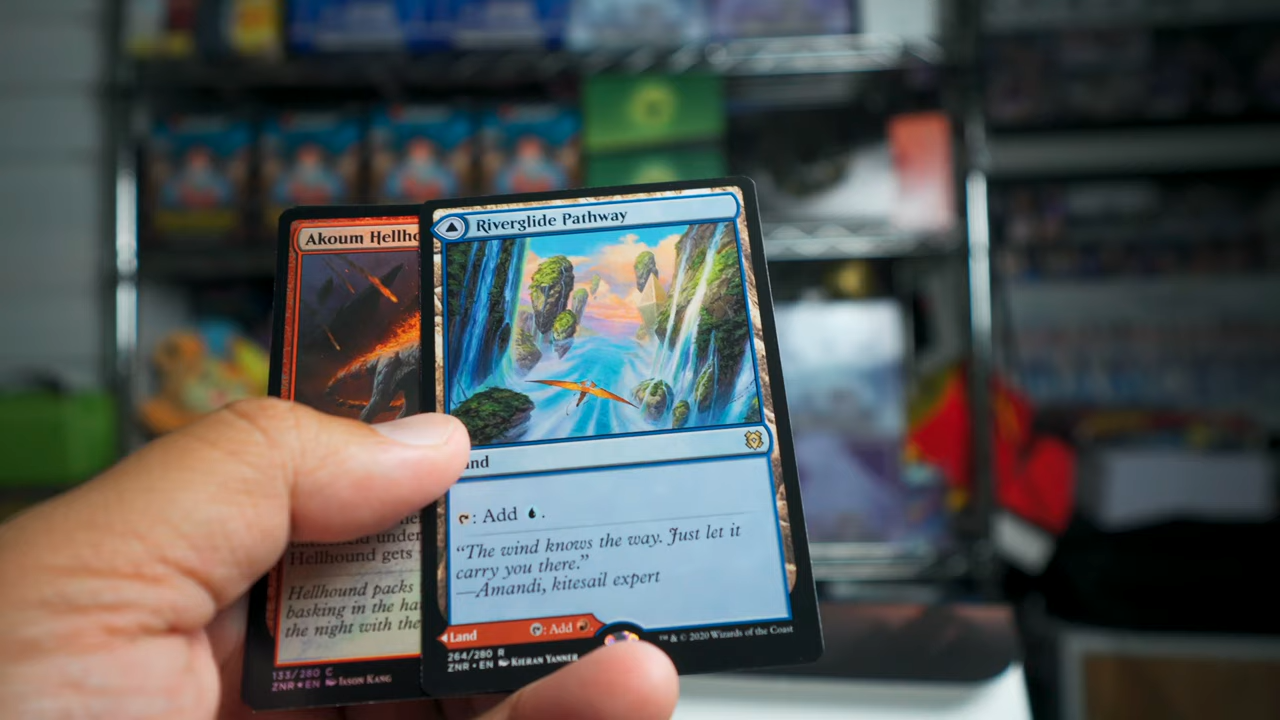 Akoum Hellho
under
Hellhound gets
Hellhound packs
basking in the ha
the night with the
133/280 C
ZNR ★ EN Jason Kang
Riverglide Pathway
and
: Add .
“The wind knows the way. Just let it
carry you there.”
—Amandi, kitesail expert
Land : Add .
264/280 R
ZNR • EN Kieran Yanner
™ & © 2020 Wizards of the Coast